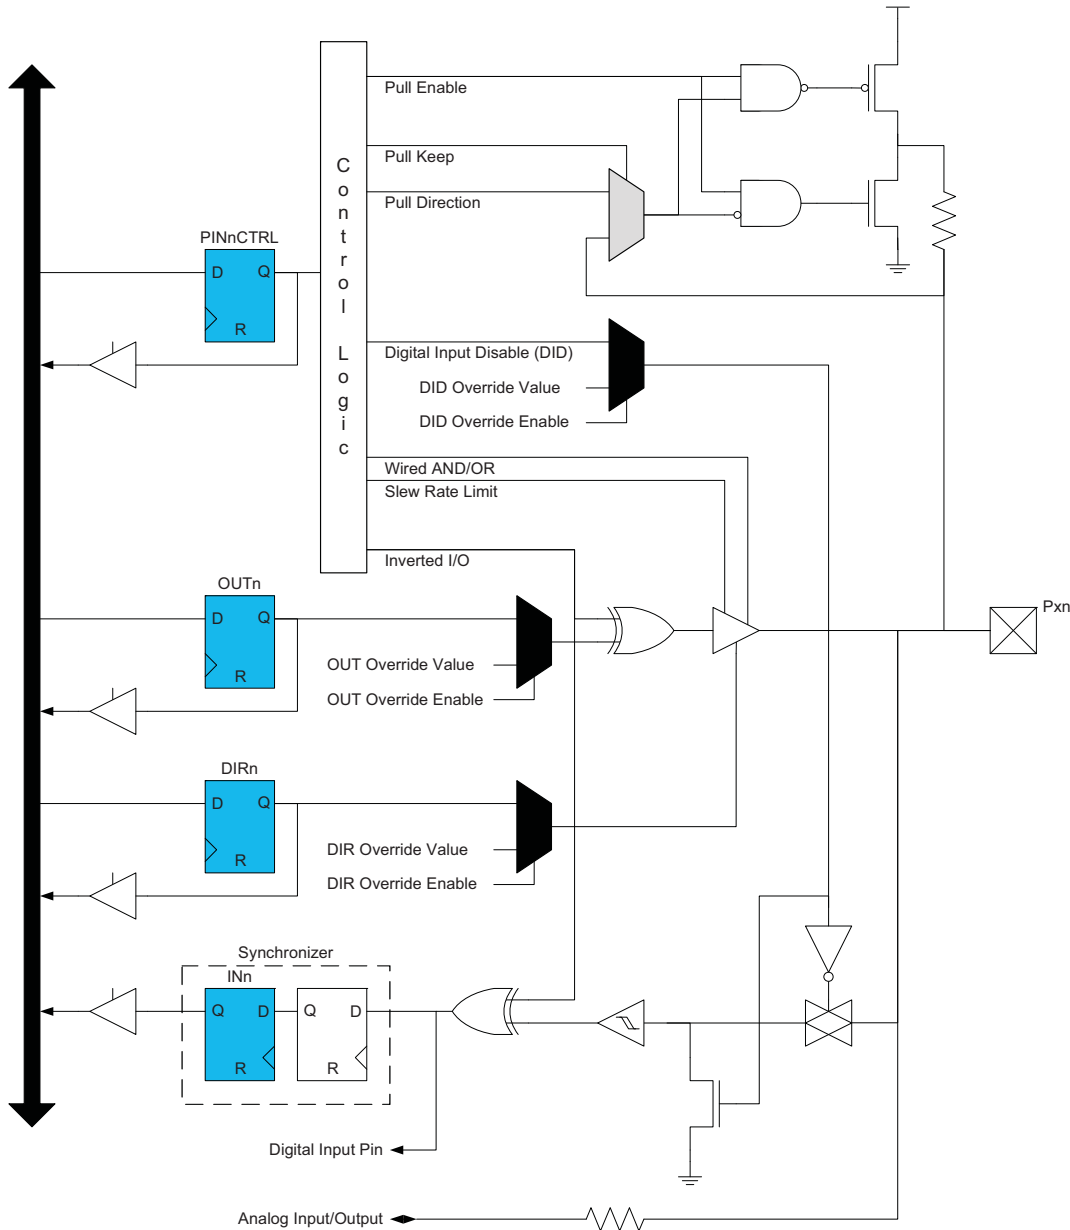 Pull Enable
Pull Keep
Pull Direction
Control Logic
PINnCTRL
D Q
R
Digital Input Disable (DID)
DID Override Value
DID Override Enable
Wired AND/OR
Slew Rate Limit
Inverted I/O
OUTn
D Q
R
Pxn
OUT Override Value
OUT Override Enable
DIRn
D Q
R
DIR Override Value
DIR Override Enable
Synchronizer
INn
Q D Q D
R R
Digital Input Pin
Analog Input/Output